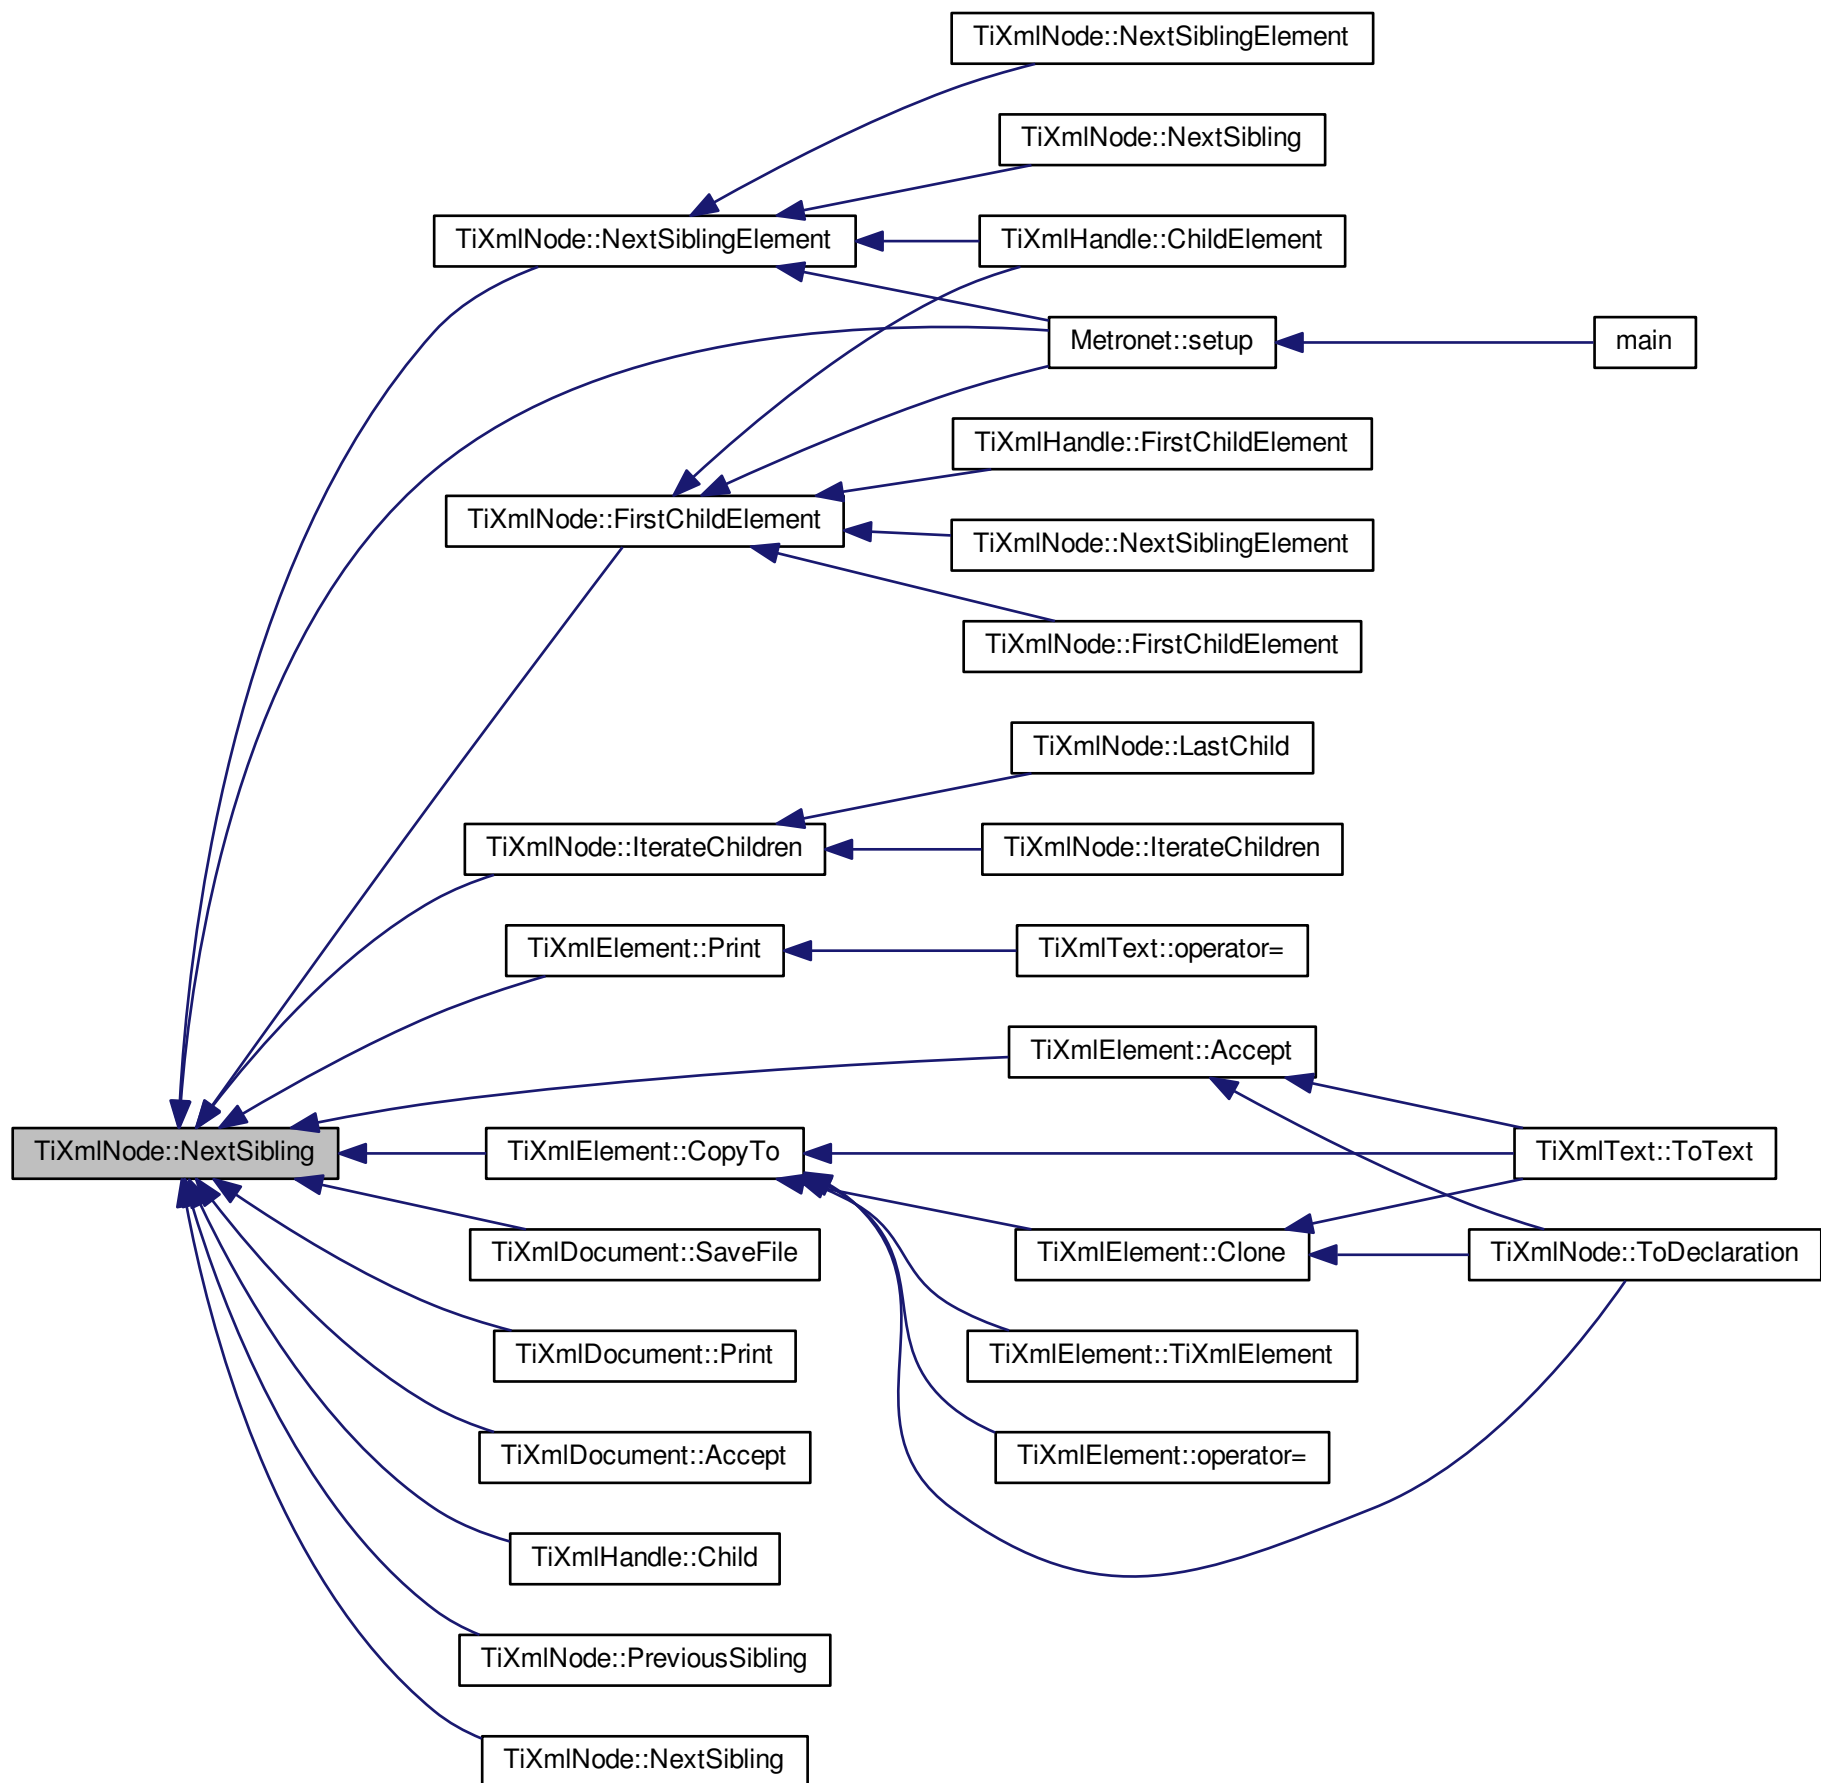 TiXmlNode::NextSiblingElement
TiXmlNode::NextSibling
TiXmlNode::NextSiblingElement
TiXmlHandle::ChildElement
Metronet::setup
main
TiXmlHandle::FirstChildElement
TiXmlNode::FirstChildElement
TiXmlNode::NextSiblingElement
TiXmlNode::FirstChildElement
TiXmlNode::LastChild
TiXmlNode::IterateChildren
TiXmlNode::IterateChildren
TiXmlElement::Print
TiXmlText::operator=
TiXmlElement::Accept
TiXmlNode::NextSibling
TiXmlElement::CopyTo
TiXmlText::ToText
TiXmlDocument::SaveFile
TiXmlElement::Clone
TiXmlNode::ToDeclaration
TiXmlDocument::Print
TiXmlElement::TiXmlElement
TiXmlDocument::Accept
TiXmlElement::operator=
TiXmlHandle::Child
TiXmlNode::PreviousSibling
TiXmlNode::NextSibling